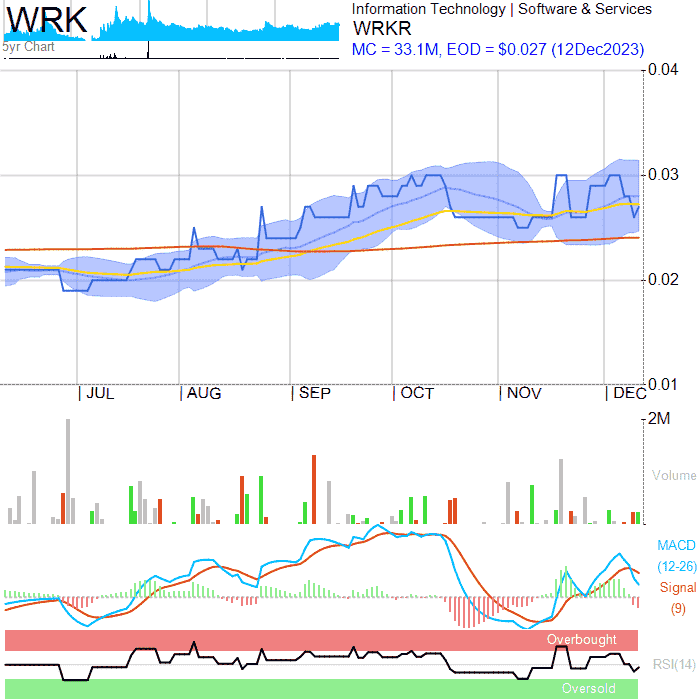 WRK
5yr Chart
Information Technology | Software & Services
WRKR
MC = 33.1M, EOD = $0.027 (12Dec2023)
0.04
0.03
0.02
0.01
| JUL | AUG | SEP | OCT | NOV | DEC
2M
Volume
MACD
(12-26)
Signal
(9)
Overbought
RSI(14)
Oversold